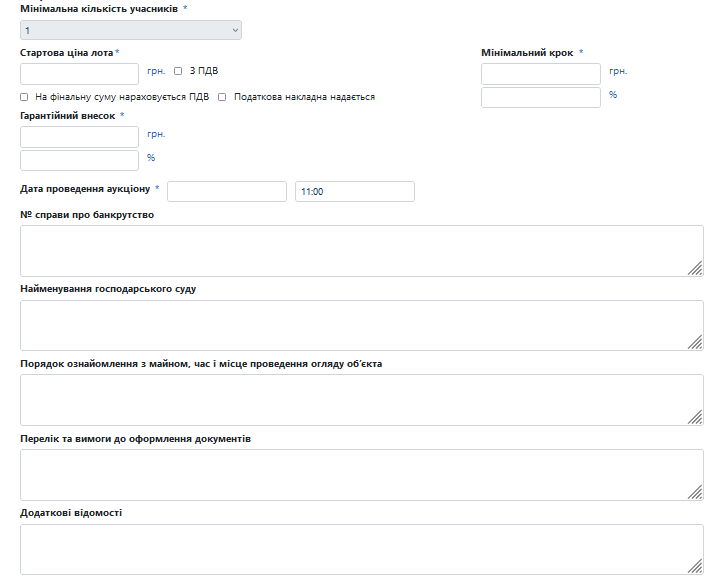 Мінімальна кількість учасників *
1
Стартова ціна лота*
Мінімальний крок *
грн. З ПДВ
грн.
На фінальну суму нараховується ПДВ Податкова накладна надається
%
Гарантійний внесок *
грн.
%
Дата проведення аукціону * 11:00
№ справи про банкрутство
Найменування господарського суду
Порядок ознайомлення з майном, час і місце проведення огляду об'єкта
Перелік та вимоги до оформлення документів
Додаткові відомості